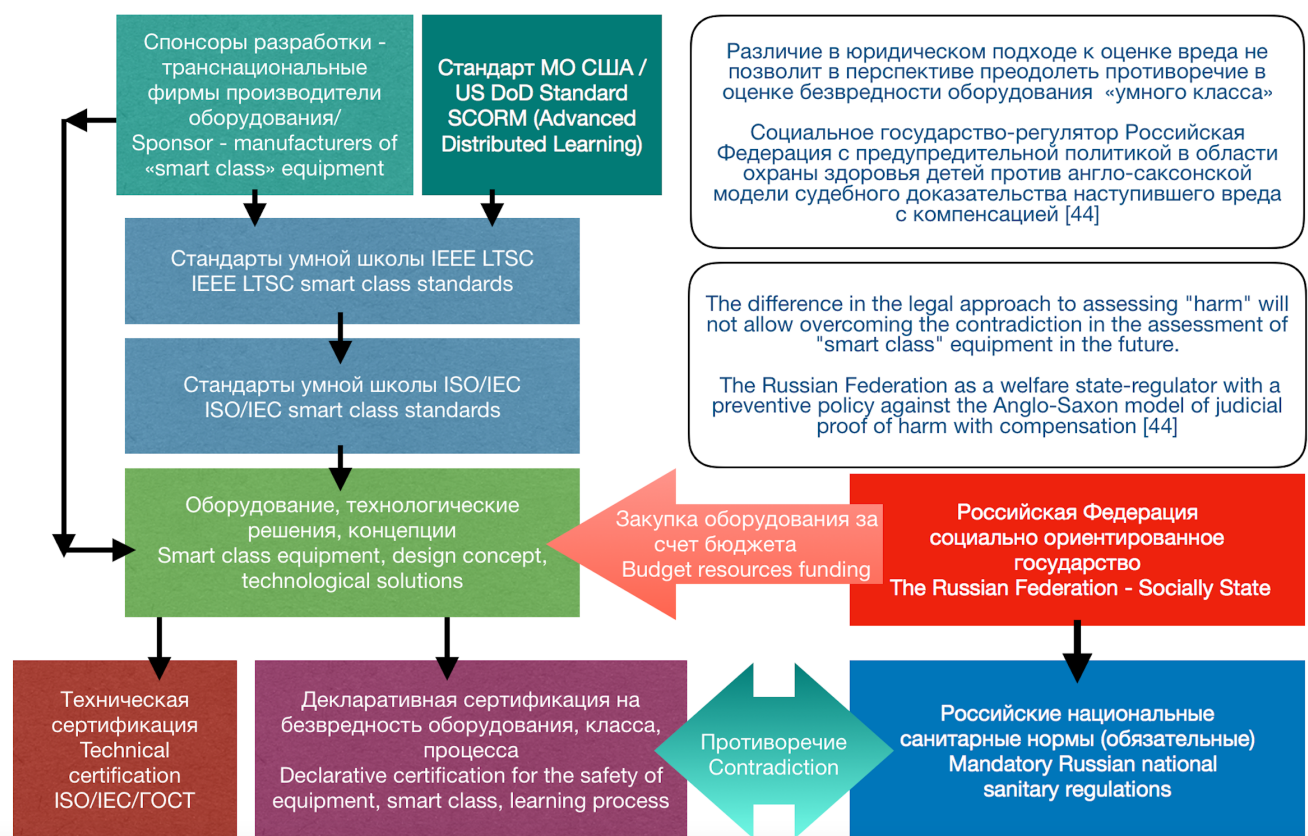 Спонсоры разработки -
транснациональные
фирмы производители
оборудования/
Sponsor - manufacturers of
«smart class» equipment
Стандарт МО США /
US DoD Standard
SCORM (Advanced
Distributed Learning)
Различие в юридическом подходе к оценке вреда не
позволит в перспективе преодолеть противоречие в
оценке безвредности оборудования «умного класса»
Социальное государство-регулятор Российская
Федерация с предупредительной политикой в области
охраны здоровья детей против англо-саксонской
модели судебного доказательства наступившего вреда
с компенсацией [44]
Стандарты умной школы IEEE LTSC
IEEE LTSC smart class standards
The difference in the legal approach to assessing "harm" will
not allow overcoming the contradiction in the assessment of
"smart class" equipment in the future.
The Russian Federation as a welfare state-regulator with a
preventive policy against the Anglo-Saxon model of judicial
proof of harm with compensation [44]
Стандарты умной школы ISO/IEC
ISO/IEC smart class standards
Оборудование, технологические
решения, концепции
Smart class equipment, design concept,
technological solutions
Закупка оборудования за
счет бюджета
Budget resources funding
Российская Федерация
социально ориентированное
государство
The Russian Federation - Socially State
Техническая
сертификация
Technical
certification
ISO/IEC/ГОСТ
Декларативная сертификация на
безвредность оборудования, класса,
процесса
Declarative certification for the safety of
equipment, smart class, learning process
Противоречие
Contradiction
Российские национальные
санитарные нормы (обязательные)
Mandatory Russian national
sanitary regulations